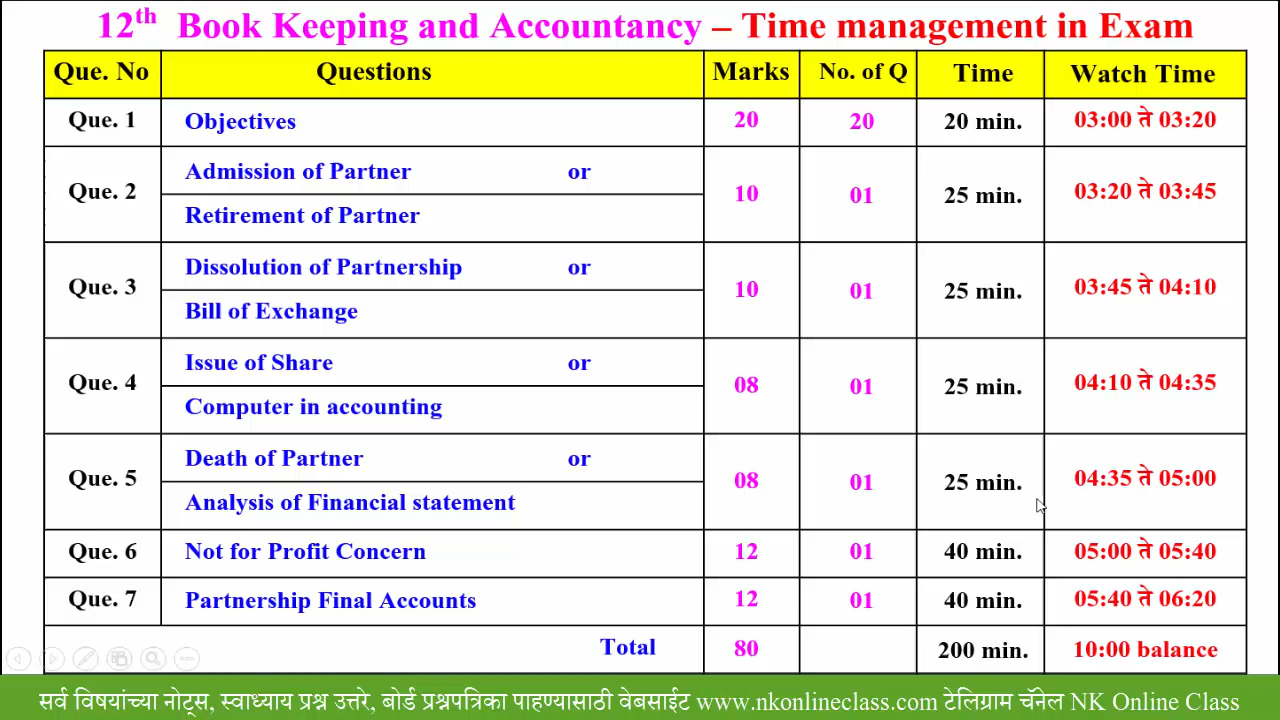 12th Book Keeping and Accountancy – Time management in Exam
Que. No Questions Marks No. of Q Time Watch Time
Que. 1 Objectives 20 20 20 min. 03:00 ते 03:20
Que. 2 Admission of Partner or 10 01 25 min. 03:20 ते 03:45
Retirement of Partner
Que. 3 Dissolution of Partnership or 10 01 25 min. 03:45 ते 04:10
Bill of Exchange
Que. 4 Issue of Share or 08 01 25 min. 04:10 ते 04:35
Computer in accounting
Que. 5 Death of Partner or 08 01 25 min. 04:35 ते 05:00
Analysis of Financial statement
Que. 6 Not for Profit Concern 12 01 40 min. 05:00 ते 05:40
Que. 7 Partnership Final Accounts 12 01 40 min. 05:40 ते 06:20
Total 80 200 min. 10:00 balance
सर्व विषयांच्या नोट्स, स्वाध्याय प्रश्न उत्तरे, बोर्ड प्रश्नपत्रिका पाहण्यासाठी वेबसाईट www.nkonlineclass.com टेलिग्राम चॅनेल NK Online Class